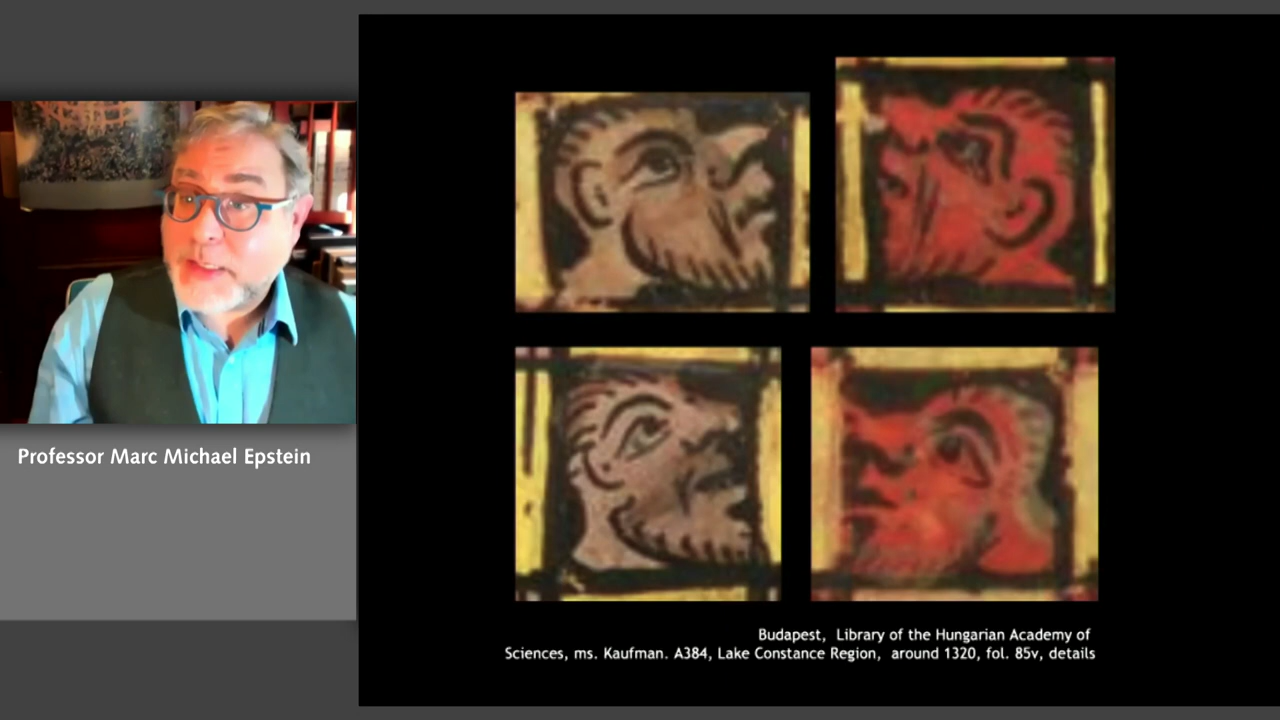 Professor Marc Michael Epstein
Budapest, Library of the Hungarian Academy of
Sciences, ms. Kaufman. A384, Lake Constance Region, around 1320, fol. 85v, details